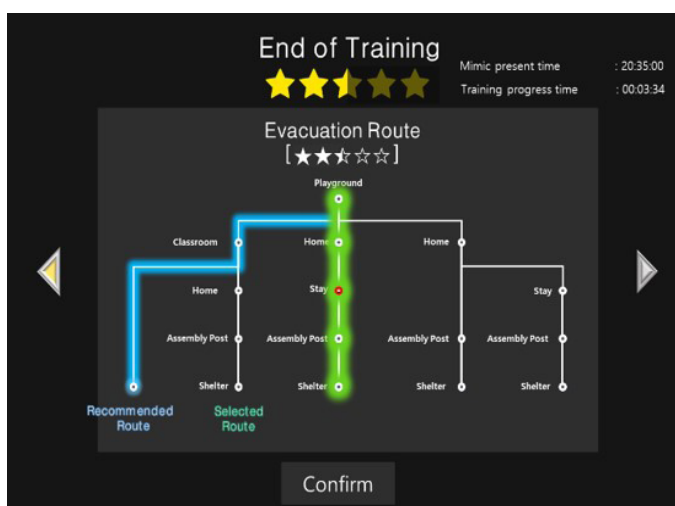 End of Training
Mimic present time : 20:35:00
Training progress time : 00:03:34
Evacuation Route
[★★⯪☆☆]
Playground
Classroom Home Home
Home Stay Stay
Assembly Post Assembly Post Assembly Post Assembly Post
Shelter Shelter Shelter Shelter
Recommended Selected
Route Route
Confirm